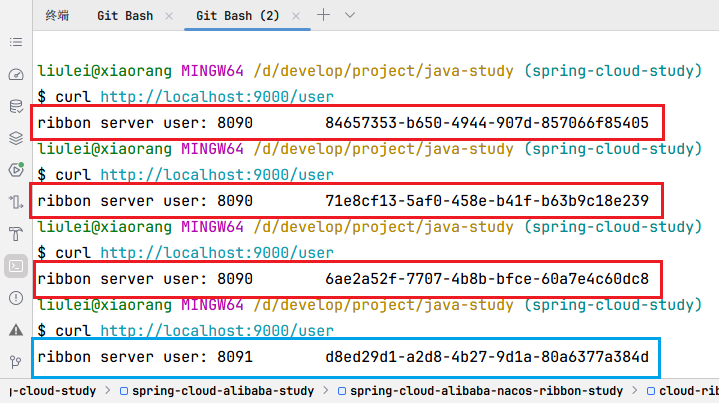 终端 Git Bash × Git Bash (2) ×
liulei@xiaorang MINGW64 /d/develop/project/java-study (spring-cloud-study)
$ curl http://localhost:9000/user
ribbon server user: 8090 84657353-b650-4944-907d-857066f85405
liulei@xiaorang MINGW64 /d/develop/project/java-study (spring-cloud-study)
$ curl http://localhost:9000/user
ribbon server user: 8090 71e8cf13-5af0-458e-b41f-b63b9c18e239
liulei@xiaorang MINGW64 /d/develop/project/java-study (spring-cloud-study)
$ curl http://localhost:9000/user
ribbon server user: 8090 6ae2a52f-7707-4b8b-bfce-60a7e4c60dc8
liulei@xiaorang MINGW64 /d/develop/project/java-study (spring-cloud-study)
$ curl http://localhost:9000/user
ribbon server user: 8091 d8ed29d1-a2d8-4b27-9d1a-80a6377a384d
g-cloud-study > spring-cloud-alibaba-study > spring-cloud-alibaba-nacos-ribbon-study > cloud-rib